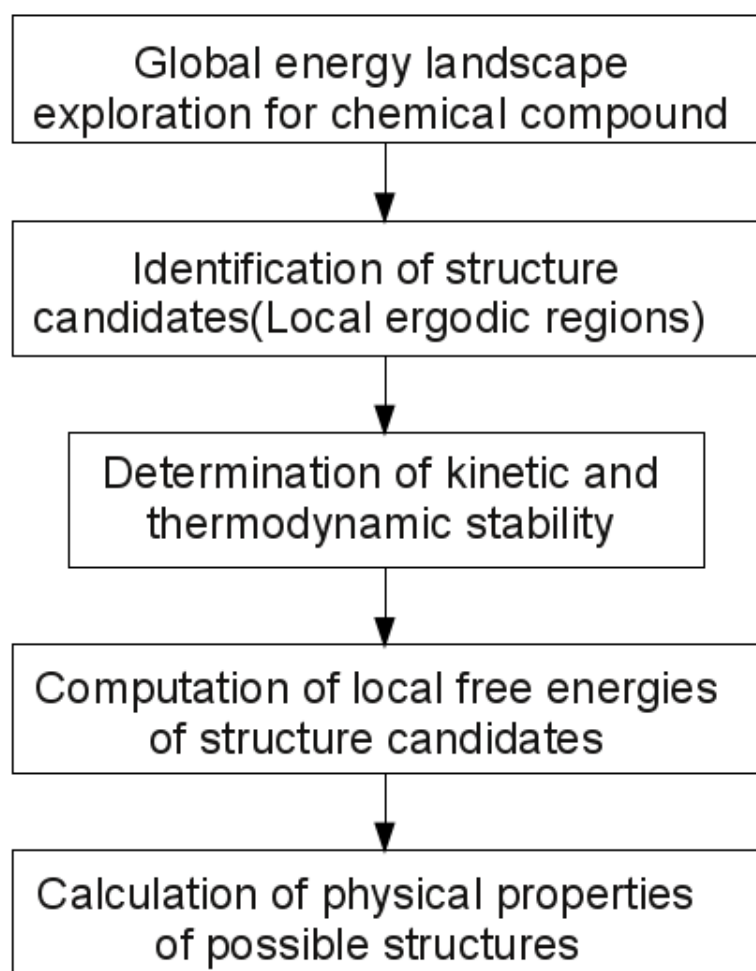 Global energy landscape
exploration for chemical compound
Identification of structure
candidates(Local ergodic regions)
Determination of kinetic and
thermodynamic stability
Computation of local free energies
of structure candidates
Calculation of physical properties
of possible structures